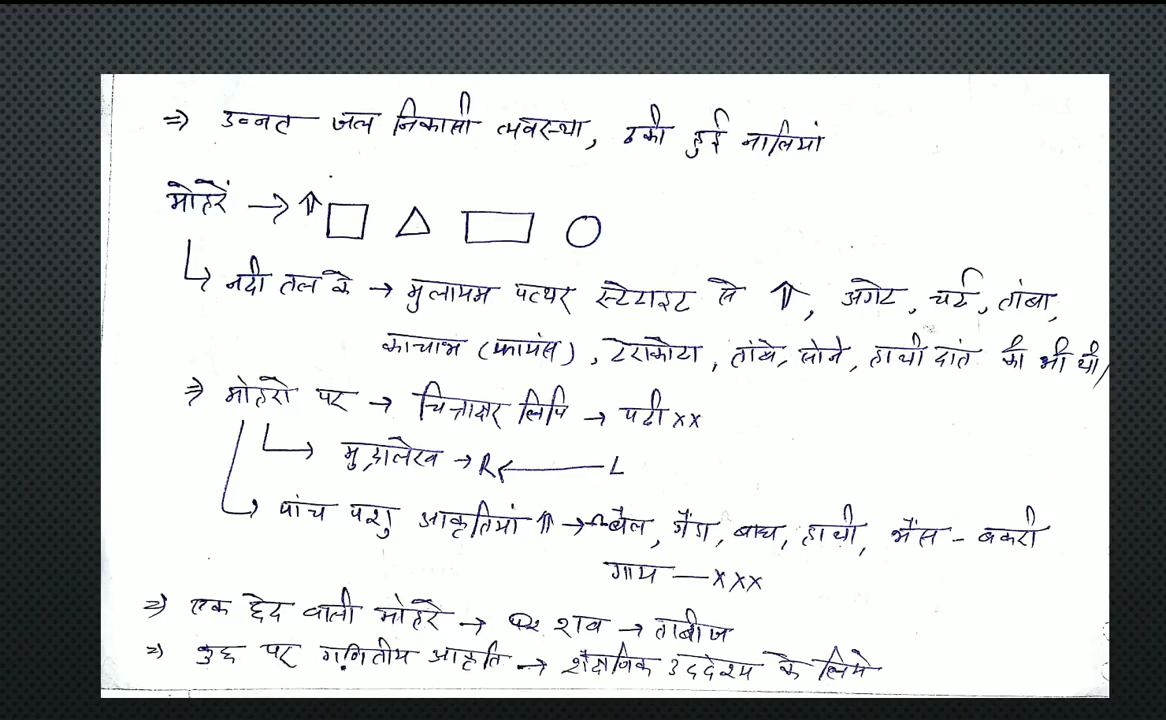 ⇒ उन्नत जल निकासी व्यवस्था, ढकी हुई नालियां
मोहरें → ⇑ □ △ ▭ ○
↳ नदी तल के → मुलायम पत्थर स्टेटाइट से ⇑, अगेट, चर्ट, तांबा,
काचाभ (फायंस), टेराकोटा, तांबे, सोने, हाथी दांत की भी थी,
⇒ मोहरों पर → चित्राक्षर लिपि → पढी xx
↳ मुद्रालेख → R ← L
↳ पांच पशु आकृतियां ⇑ → बैल, गैंडा, बाघ, हाथी, भैंस - बकरी
गाय — xxx
⇒ एक छेद वाली मोहरे → शव → ताबीज
⇒ कुछ पर गणितीय आकृति → शैक्षणिक उददेश्य के लिये